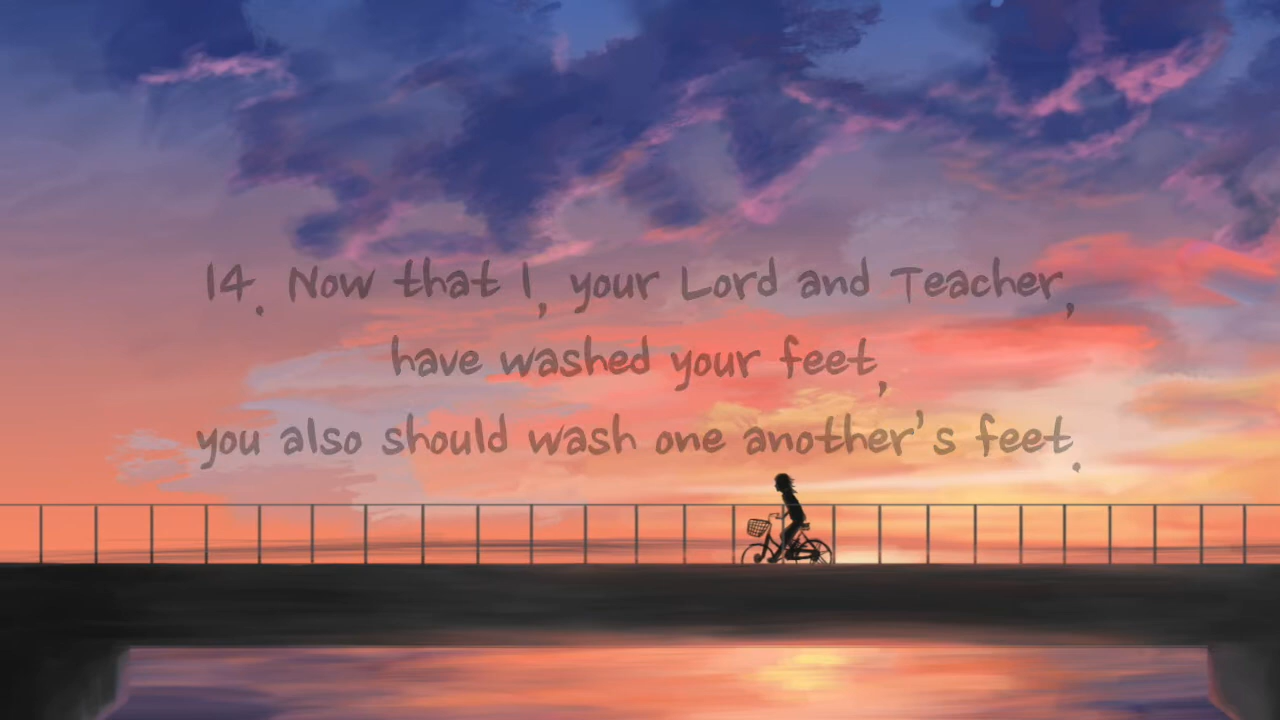 14. Now that I, your Lord and Teacher,
have washed your feet,
you also should wash one another's feet.